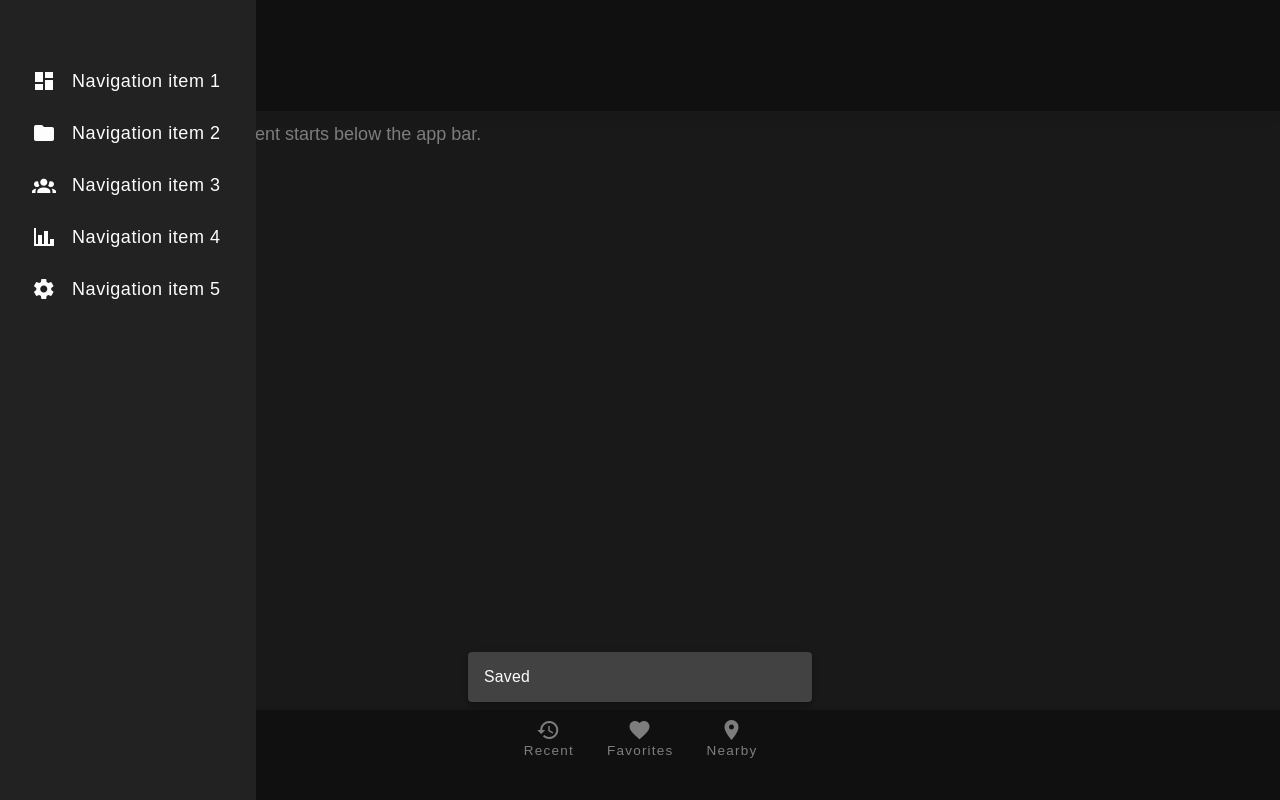 Navigation item 1
Navigation item 2
ent starts below the app bar.
Navigation item 3
Navigation item 4
Navigation item 5
Saved
Recent
Favorites
Nearby